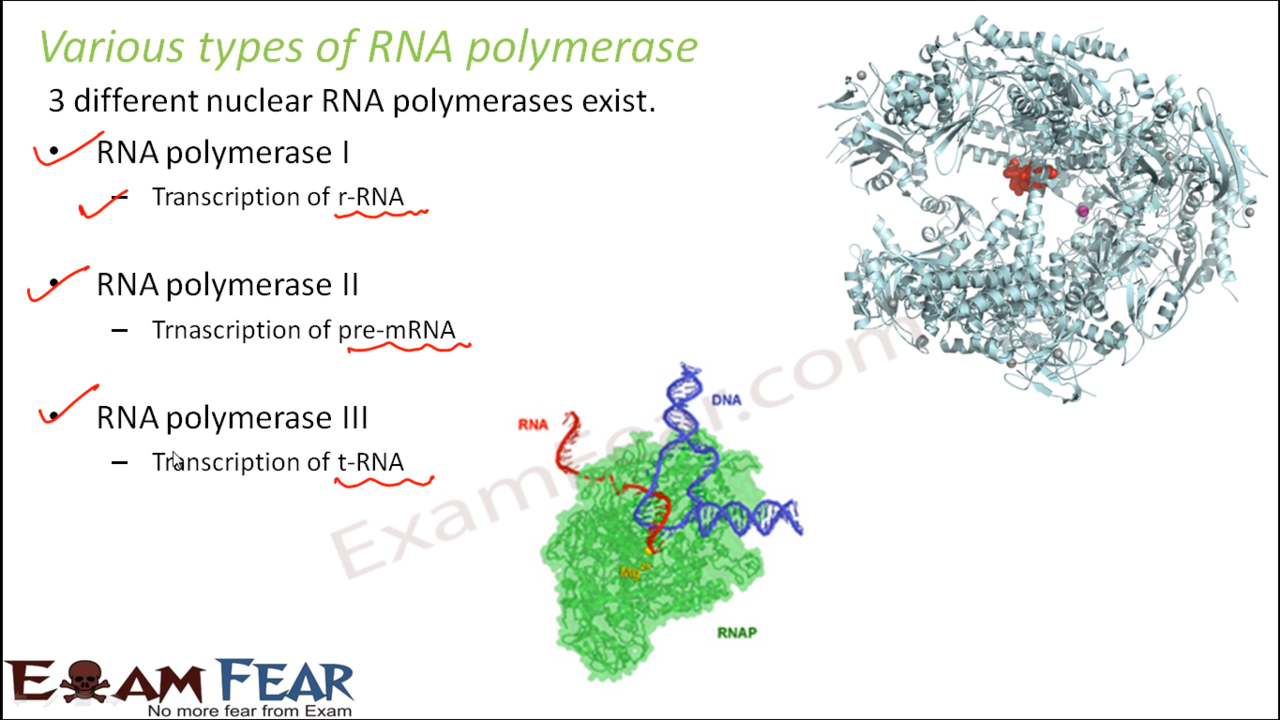 Various types of RNA polymerase
3 different nuclear RNA polymerases exist.
• RNA polymerase I
– Transcription of r-RNA
• RNA polymerase II
– Trnascription of pre-mRNA
• RNA polymerase III
– Transcription of t-RNA
DNA
RNA
Mg²⁺
RNAP
ExamFear.com
EXAM FEAR
No more fear from Exam